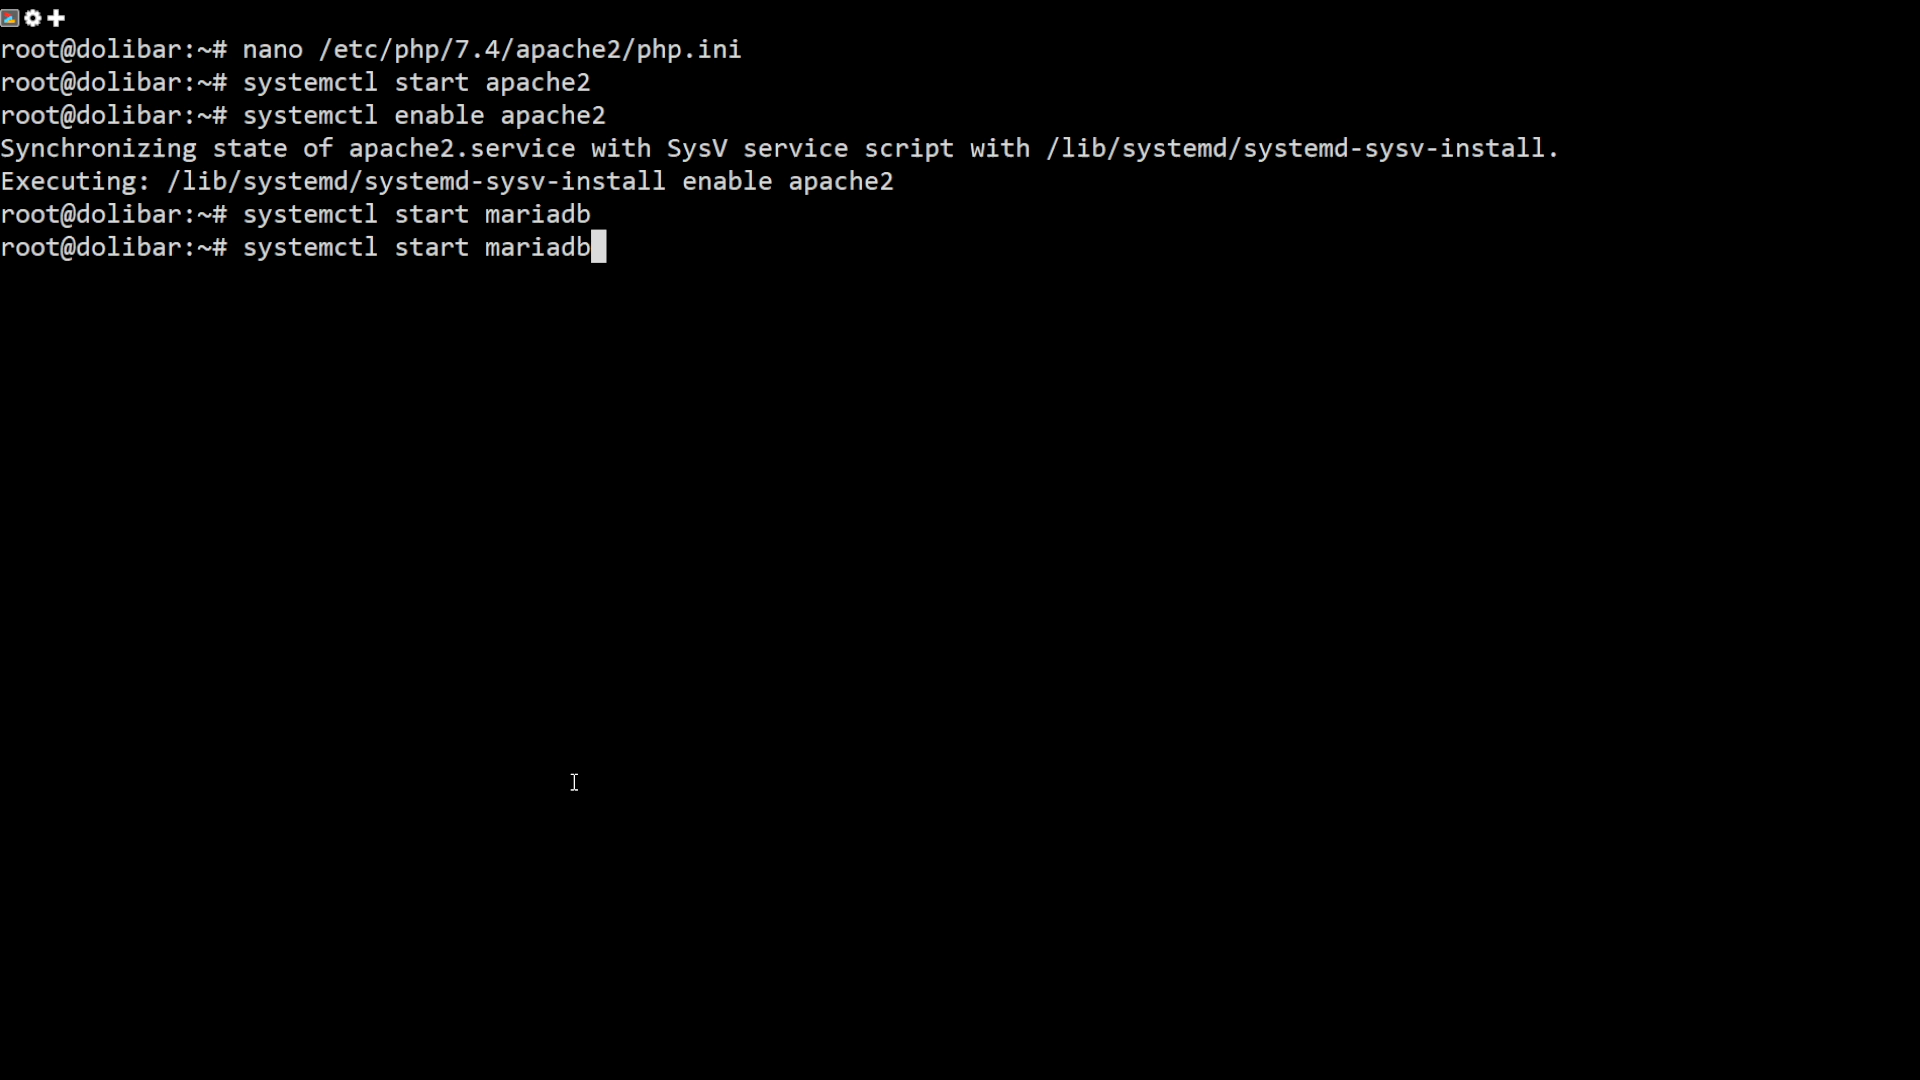 root@dolibar:~# nano /etc/php/7.4/apache2/php.ini
root@dolibar:~# systemctl start apache2
root@dolibar:~# systemctl enable apache2
Synchronizing state of apache2.service with SysV service script with /lib/systemd/systemd-sysv-install.
Executing: /lib/systemd/systemd-sysv-install enable apache2
root@dolibar:~# systemctl start mariadb
root@dolibar:~# systemctl start mariadb